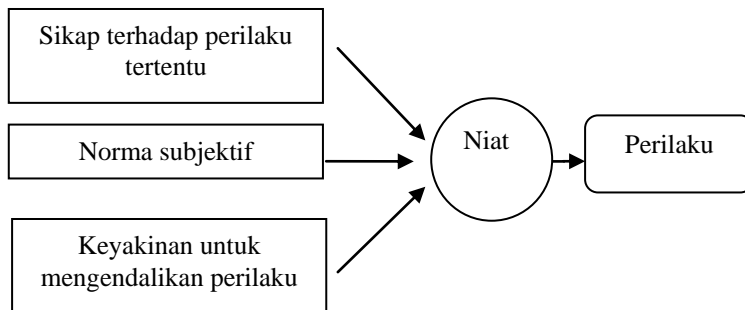 Sikap terhadap perilaku
tertentu
Norma subjektif
Keyakinan untuk
mengendalikan perilaku
Niat
Perilaku